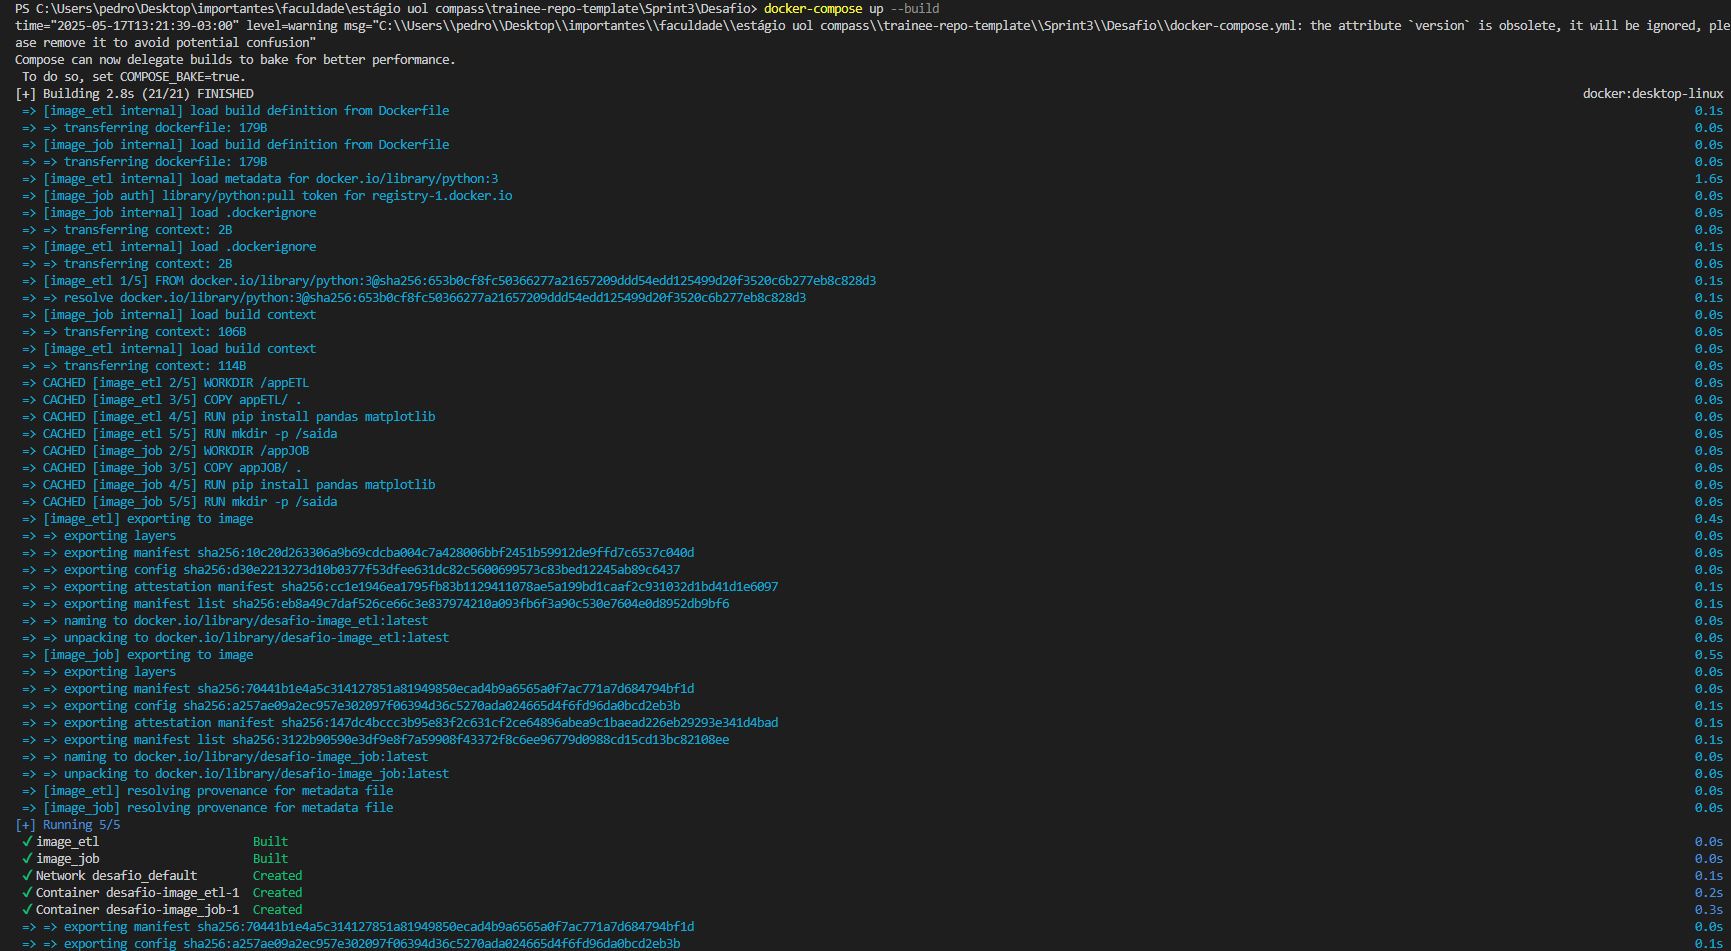 PS C:\Users\pedro\Desktop\importantes\faculdade\estágio uol compass\trainee-repo-template\Sprint3\Desafio> docker-compose up --build
time="2025-05-17T13:21:39-03:00" level=warning msg="C:\\Users\\pedro\\Desktop\\importantes\\faculdade\\estágio uol compass\\trainee-repo-template\\Sprint3\\Desafio\\docker-compose.yml: the attribute `version` is obsolete, it will be ignored, ple
ase remove it to avoid potential confusion"
Compose can now delegate builds to bake for better performance.
 To do so, set COMPOSE_BAKE=true.
[+] Building 2.8s (21/21) FINISHED docker:desktop-linux
 => [image_etl internal] load build definition from Dockerfile 0.1s
 => => transferring dockerfile: 179B 0.0s
 => [image_job internal] load build definition from Dockerfile 0.0s
 => => transferring dockerfile: 179B 0.0s
 => [image_etl internal] load metadata for docker.io/library/python:3 1.6s
 => [image_job auth] library/python:pull token for registry-1.docker.io 0.0s
 => [image_job internal] load .dockerignore 0.0s
 => => transferring context: 2B 0.0s
 => [image_etl internal] load .dockerignore 0.1s
 => => transferring context: 2B 0.0s
 => [image_etl 1/5] FROM docker.io/library/python:3@sha256:653b0cf8fc50366277a21657209ddd54edd125499d20f3520c6b277eb8c828d3 0.1s
 => => resolve docker.io/library/python:3@sha256:653b0cf8fc50366277a21657209ddd54edd125499d20f3520c6b277eb8c828d3 0.1s
 => [image_job internal] load build context 0.0s
 => => transferring context: 106B 0.0s
 => [image_etl internal] load build context 0.0s
 => => transferring context: 114B 0.0s
 => CACHED [image_etl 2/5] WORKDIR /appETL 0.0s
 => CACHED [image_etl 3/5] COPY appETL/ . 0.0s
 => CACHED [image_etl 4/5] RUN pip install pandas matplotlib 0.0s
 => CACHED [image_etl 5/5] RUN mkdir -p /saida 0.0s
 => CACHED [image_job 2/5] WORKDIR /appJOB 0.0s
 => CACHED [image_job 3/5] COPY appJOB/ . 0.0s
 => CACHED [image_job 4/5] RUN pip install pandas matplotlib 0.0s
 => CACHED [image_job 5/5] RUN mkdir -p /saida 0.0s
 => [image_etl] exporting to image 0.4s
 => => exporting layers 0.0s
 => => exporting manifest sha256:10c20d263306a9b69cdcba004c7a428006bbf2451b59912de9ffd7c6537c040d 0.0s
 => => exporting config sha256:d30e2213273d10b0377f53dfee631dc82c5600699573c83bed12245ab89c6437 0.0s
 => => exporting attestation manifest sha256:cc1e1946ea1795fb83b1129411078ae5a199bd1caaf2c931032d1bd41d1e6097 0.1s
 => => exporting manifest list sha256:eb8a49c7daf526ce66c3e837974210a093fb6f3a90c530e7604e0d8952db9bf6 0.1s
 => => naming to docker.io/library/desafio-image_etl:latest 0.0s
 => => unpacking to docker.io/library/desafio-image_etl:latest 0.0s
 => [image_job] exporting to image 0.5s
 => => exporting layers 0.0s
 => => exporting manifest sha256:70441b1e4a5c314127851a81949850ecad4b9a6565a0f7ac771a7d684794bf1d 0.0s
 => => exporting config sha256:a257ae09a2ec957e302097f06394d36c5270ada024665d4f6fd96da0bcd2eb3b 0.1s
 => => exporting attestation manifest sha256:147dc4bccc3b95e83f2c631cf2ce64896abea9c1baead226eb29293e341d4bad 0.1s
 => => exporting manifest list sha256:3122b90590e3df9e8f7a59908f43372f8c6ee96779d0988cd15cd13bc82108ee 0.1s
 => => naming to docker.io/library/desafio-image_job:latest 0.0s
 => => unpacking to docker.io/library/desafio-image_job:latest 0.0s
 => [image_etl] resolving provenance for metadata file 0.0s
 => [image_job] resolving provenance for metadata file 0.0s
[+] Running 5/5
 ✔ image_etl Built 0.0s
 ✔ image_job Built 0.0s
 ✔ Network desafio_default Created 0.1s
 ✔ Container desafio-image_etl-1 Created 0.2s
 ✔ Container desafio-image_job-1 Created 0.3s
 => => exporting manifest sha256:70441b1e4a5c314127851a81949850ecad4b9a6565a0f7ac771a7d684794bf1d 0.0s
 => => exporting config sha256:a257ae09a2ec957e302097f06394d36c5270ada024665d4f6fd96da0bcd2eb3b 0.1s